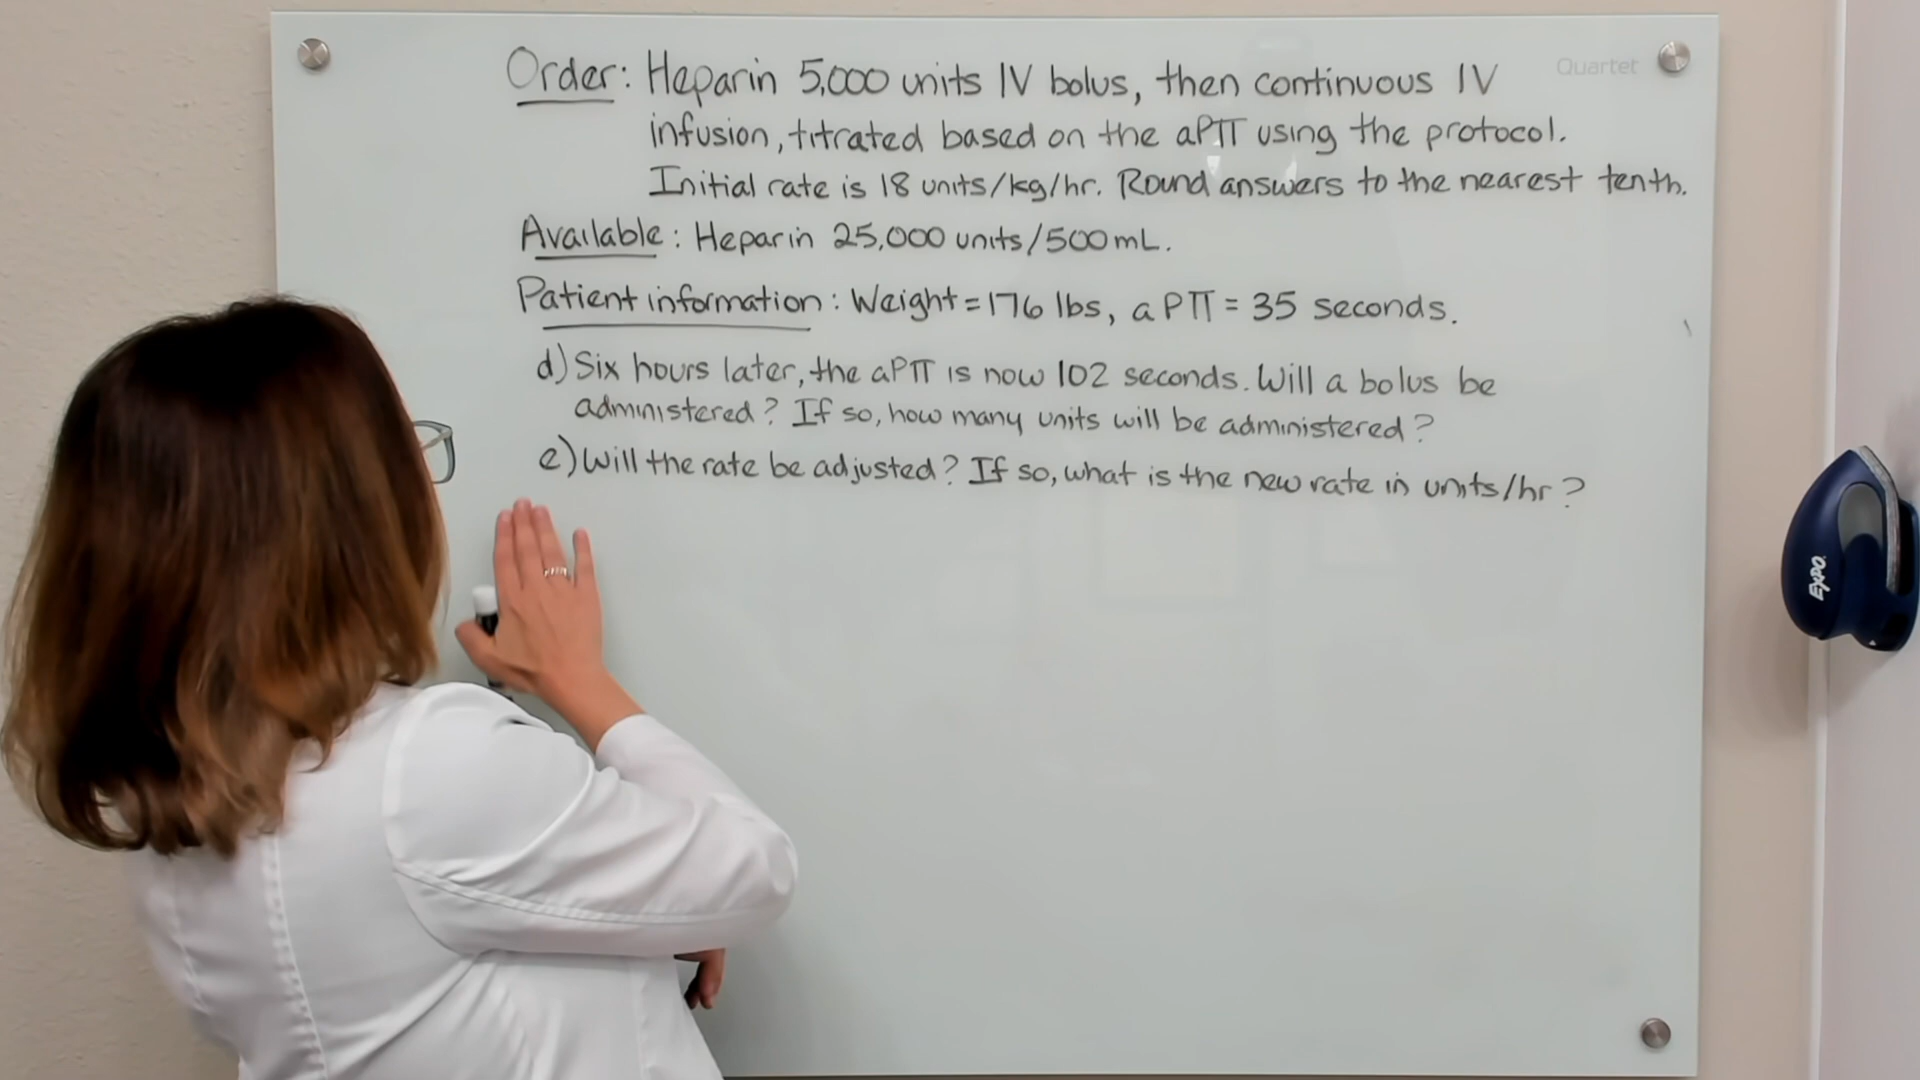 Order: Heparin 5,000 units IV bolus, then continuous IV
Quartet
infusion, titrated based on the aPTT using the protocol.
Initial rate is 18 units/kg/hr. Round answers to the nearest tenth.
Available: Heparin 25,000 units/500 mL.
Patient information: Weight = 176 lbs, aPTT = 35 seconds.
d) Six hours later, the aPTT is now 102 seconds. Will a bolus be
administered? If so, how many units will be administered?
e) Will the rate be adjusted? If so, what is the new rate in units/hr?
EXPO